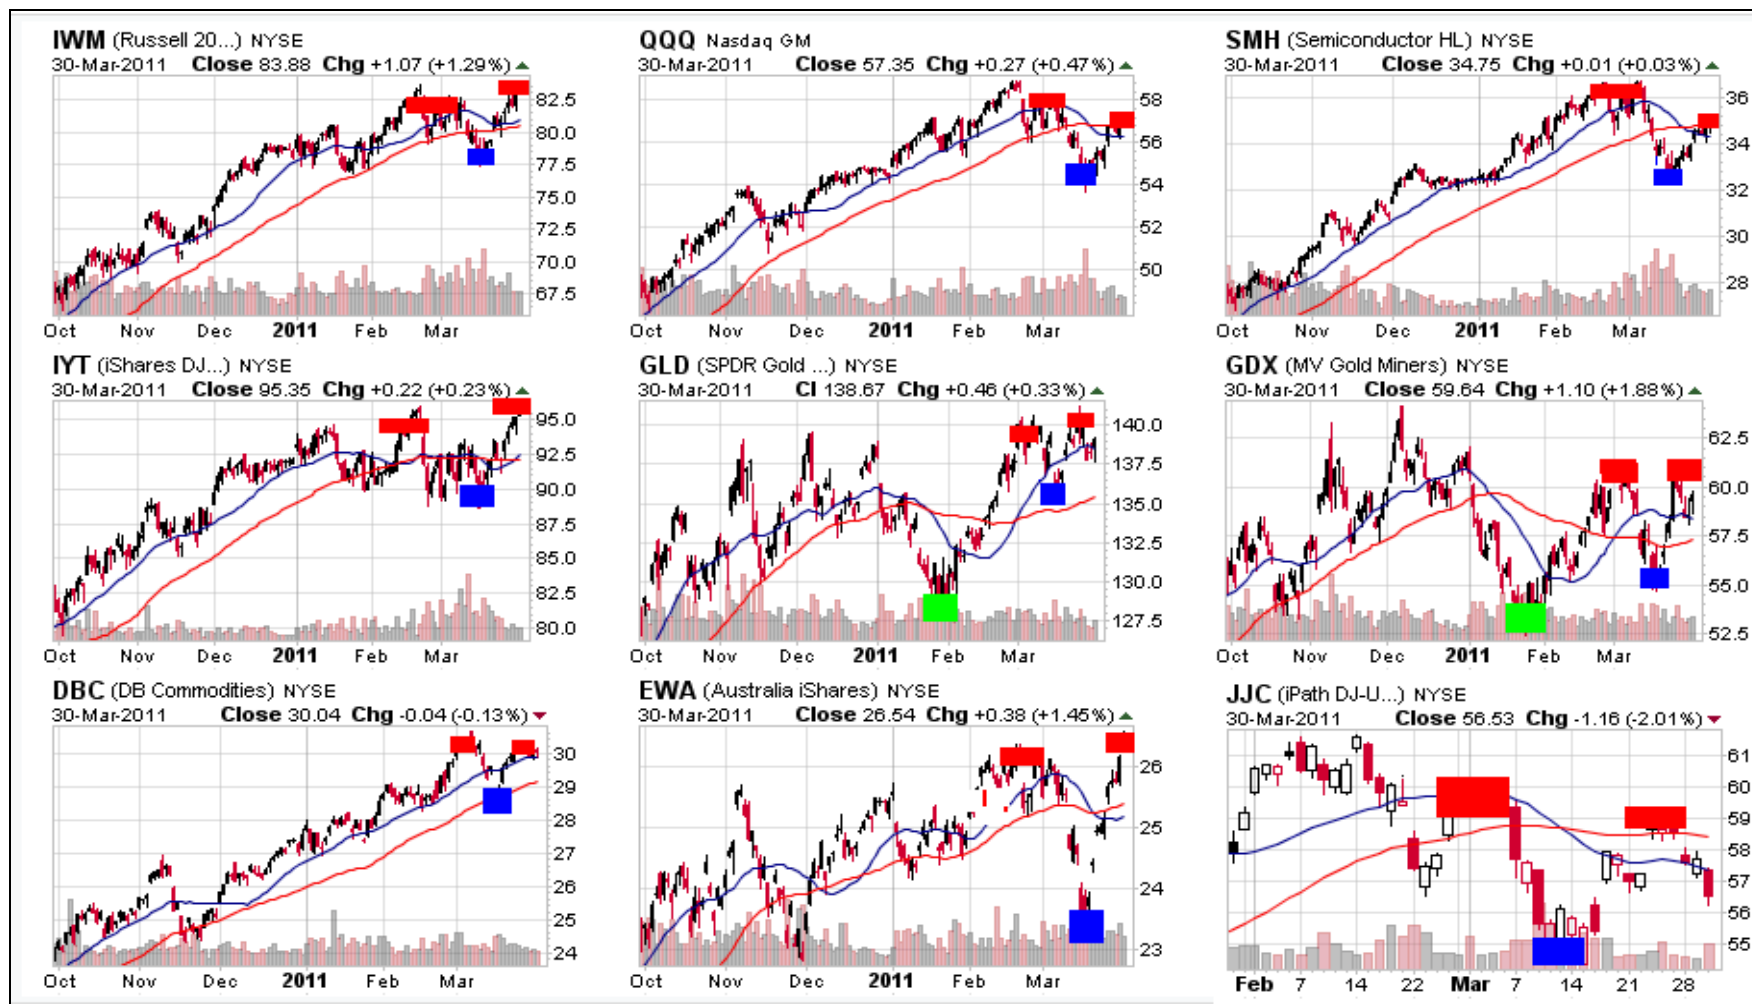 IWM (Russell 20...) NYSE
30-Mar-2011 Close 83.88 Chg +1.07 (+1.29%)
82.5
80.0
77.5
75.0
72.5
70.0
67.5
Oct Nov Dec 2011 Feb Mar
QQQ Nasdaq GM
30-Mar-2011 Close 57.35 Chg +0.27 (+0.47%)
58
56
54
52
50
Oct Nov Dec 2011 Feb Mar
SMH (Semiconductor HL) NYSE
30-Mar-2011 Close 34.75 Chg +0.01 (+0.03%)
36
34
32
30
28
Oct Nov Dec 2011 Feb Mar
IYT (iShares DJ...) NYSE
30-Mar-2011 Close 95.35 Chg +0.22 (+0.23%)
95.0
92.5
90.0
87.5
85.0
82.5
80.0
Oct Nov Dec 2011 Feb Mar
GLD (SPDR Gold ...) NYSE
30-Mar-2011 Cl 138.67 Chg +0.46 (+0.33%)
140.0
137.5
135.0
132.5
130.0
127.5
Oct Nov Dec 2011 Feb Mar
GDX (MV Gold Miners) NYSE
30-Mar-2011 Close 59.64 Chg +1.10 (+1.88%)
62.5
60.0
57.5
55.0
52.5
Oct Nov Dec 2011 Feb Mar
DBC (DB Commodities) NYSE
30-Mar-2011 Close 30.04 Chg -0.04 (-0.13%)
30
29
28
27
26
25
24
Oct Nov Dec 2011 Feb Mar
EWA (Australia iShares) NYSE
30-Mar-2011 Close 26.54 Chg +0.38 (+1.45%)
26
25
24
23
Oct Nov Dec 2011 Feb Mar
JJC (iPath DJ-U...) NYSE
30-Mar-2011 Close 56.53 Chg -1.16 (-2.01%)
61
60
59
58
57
56
55
Feb 7 14 22 Mar 7 14 21 28